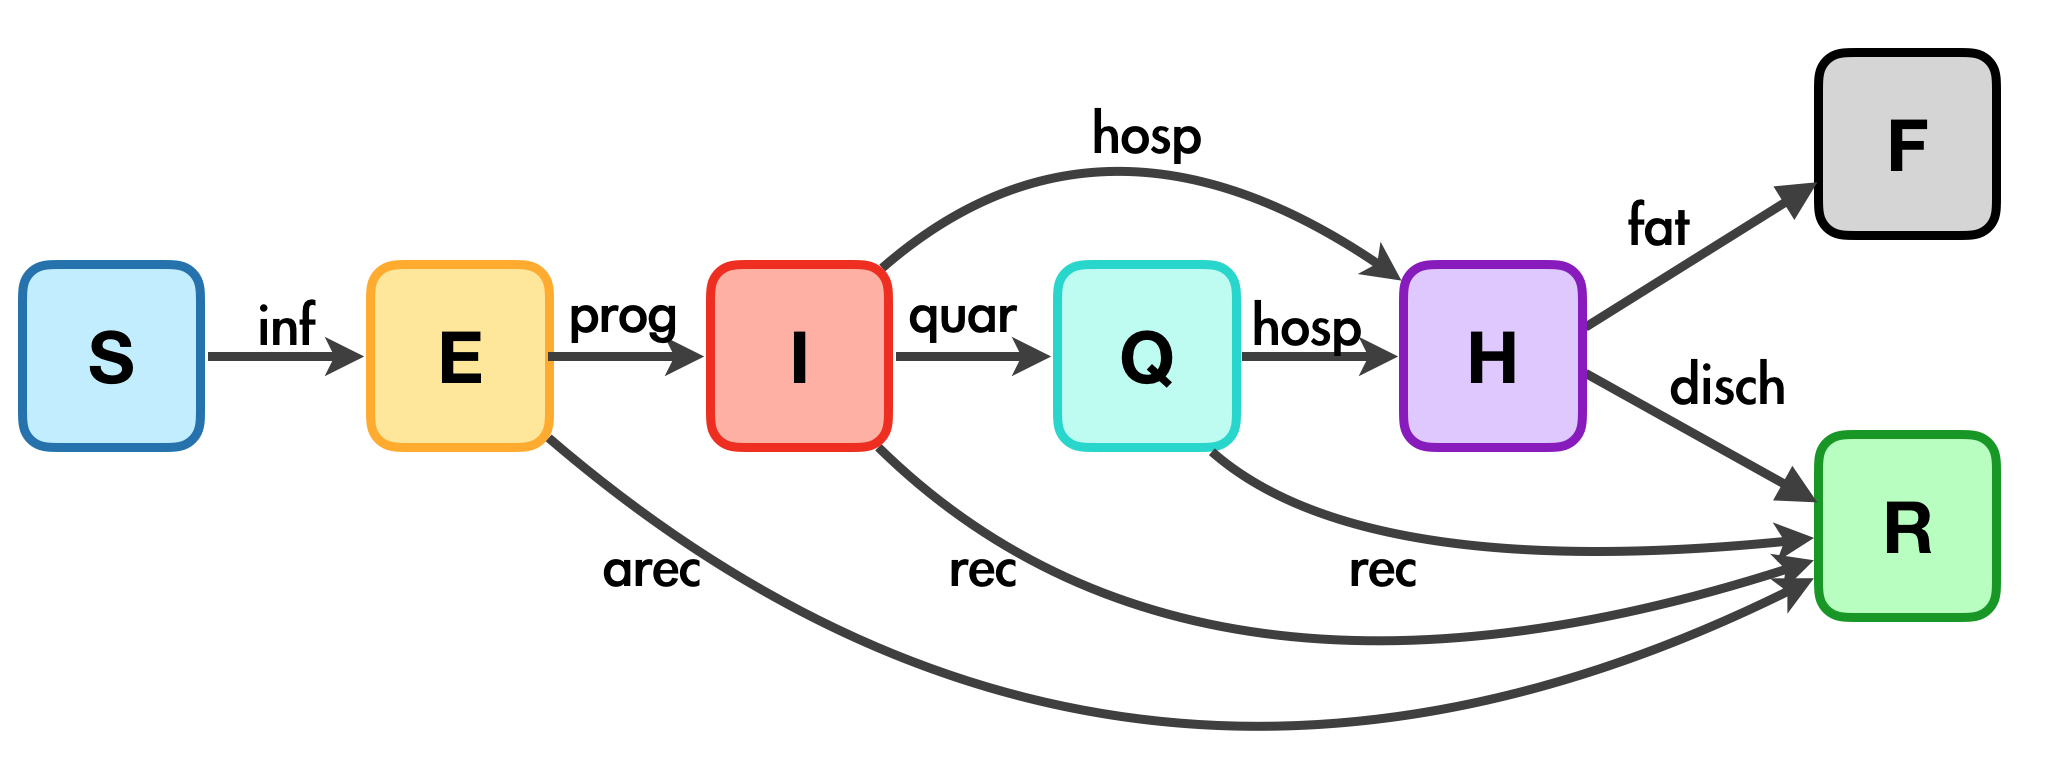 hosp
F
fat
S
inf
E
prog
I
quar
Q
hosp
H
disch
R
arec
rec
rec